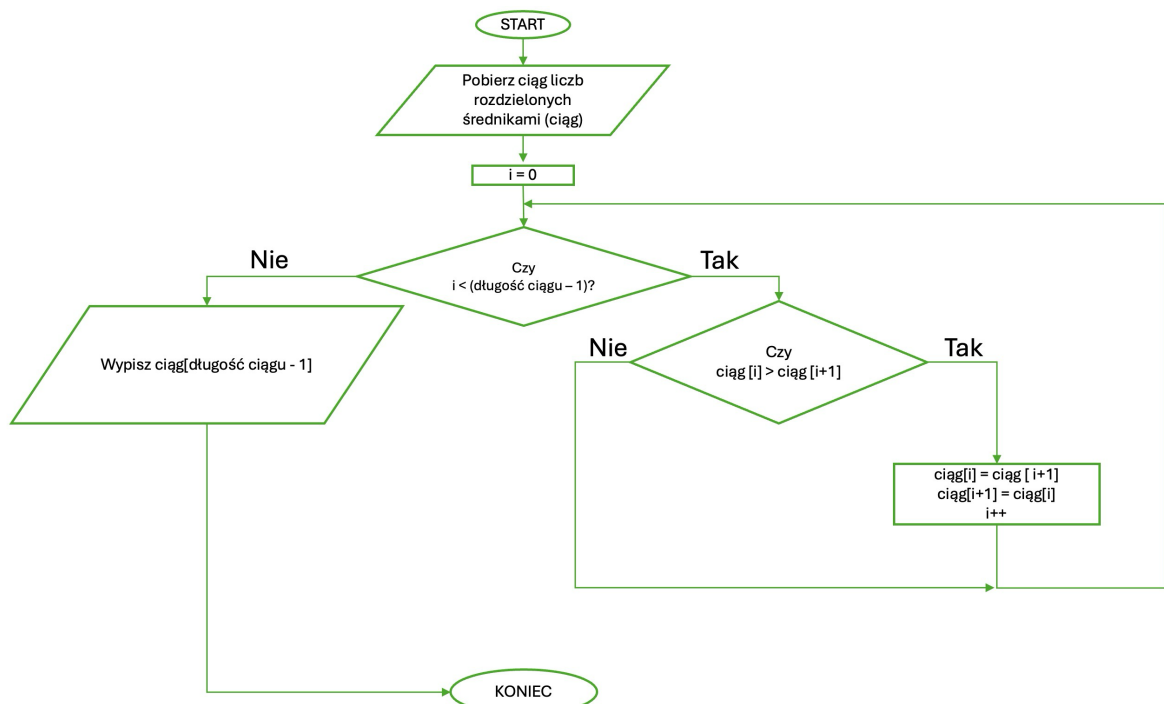 START
Pobierz ciąg liczb
rozdzielonych
średnikami (ciąg)
i = 0
Nie
Czy
i < (długość ciągu – 1)?
Tak
Wypisz ciąg[długość ciągu - 1]
Nie
Czy
ciąg [i] > ciąg [i+1]
Tak
ciąg[i] = ciąg [ i+1]
ciąg[i+1] = ciąg[i]
i++
KONIEC